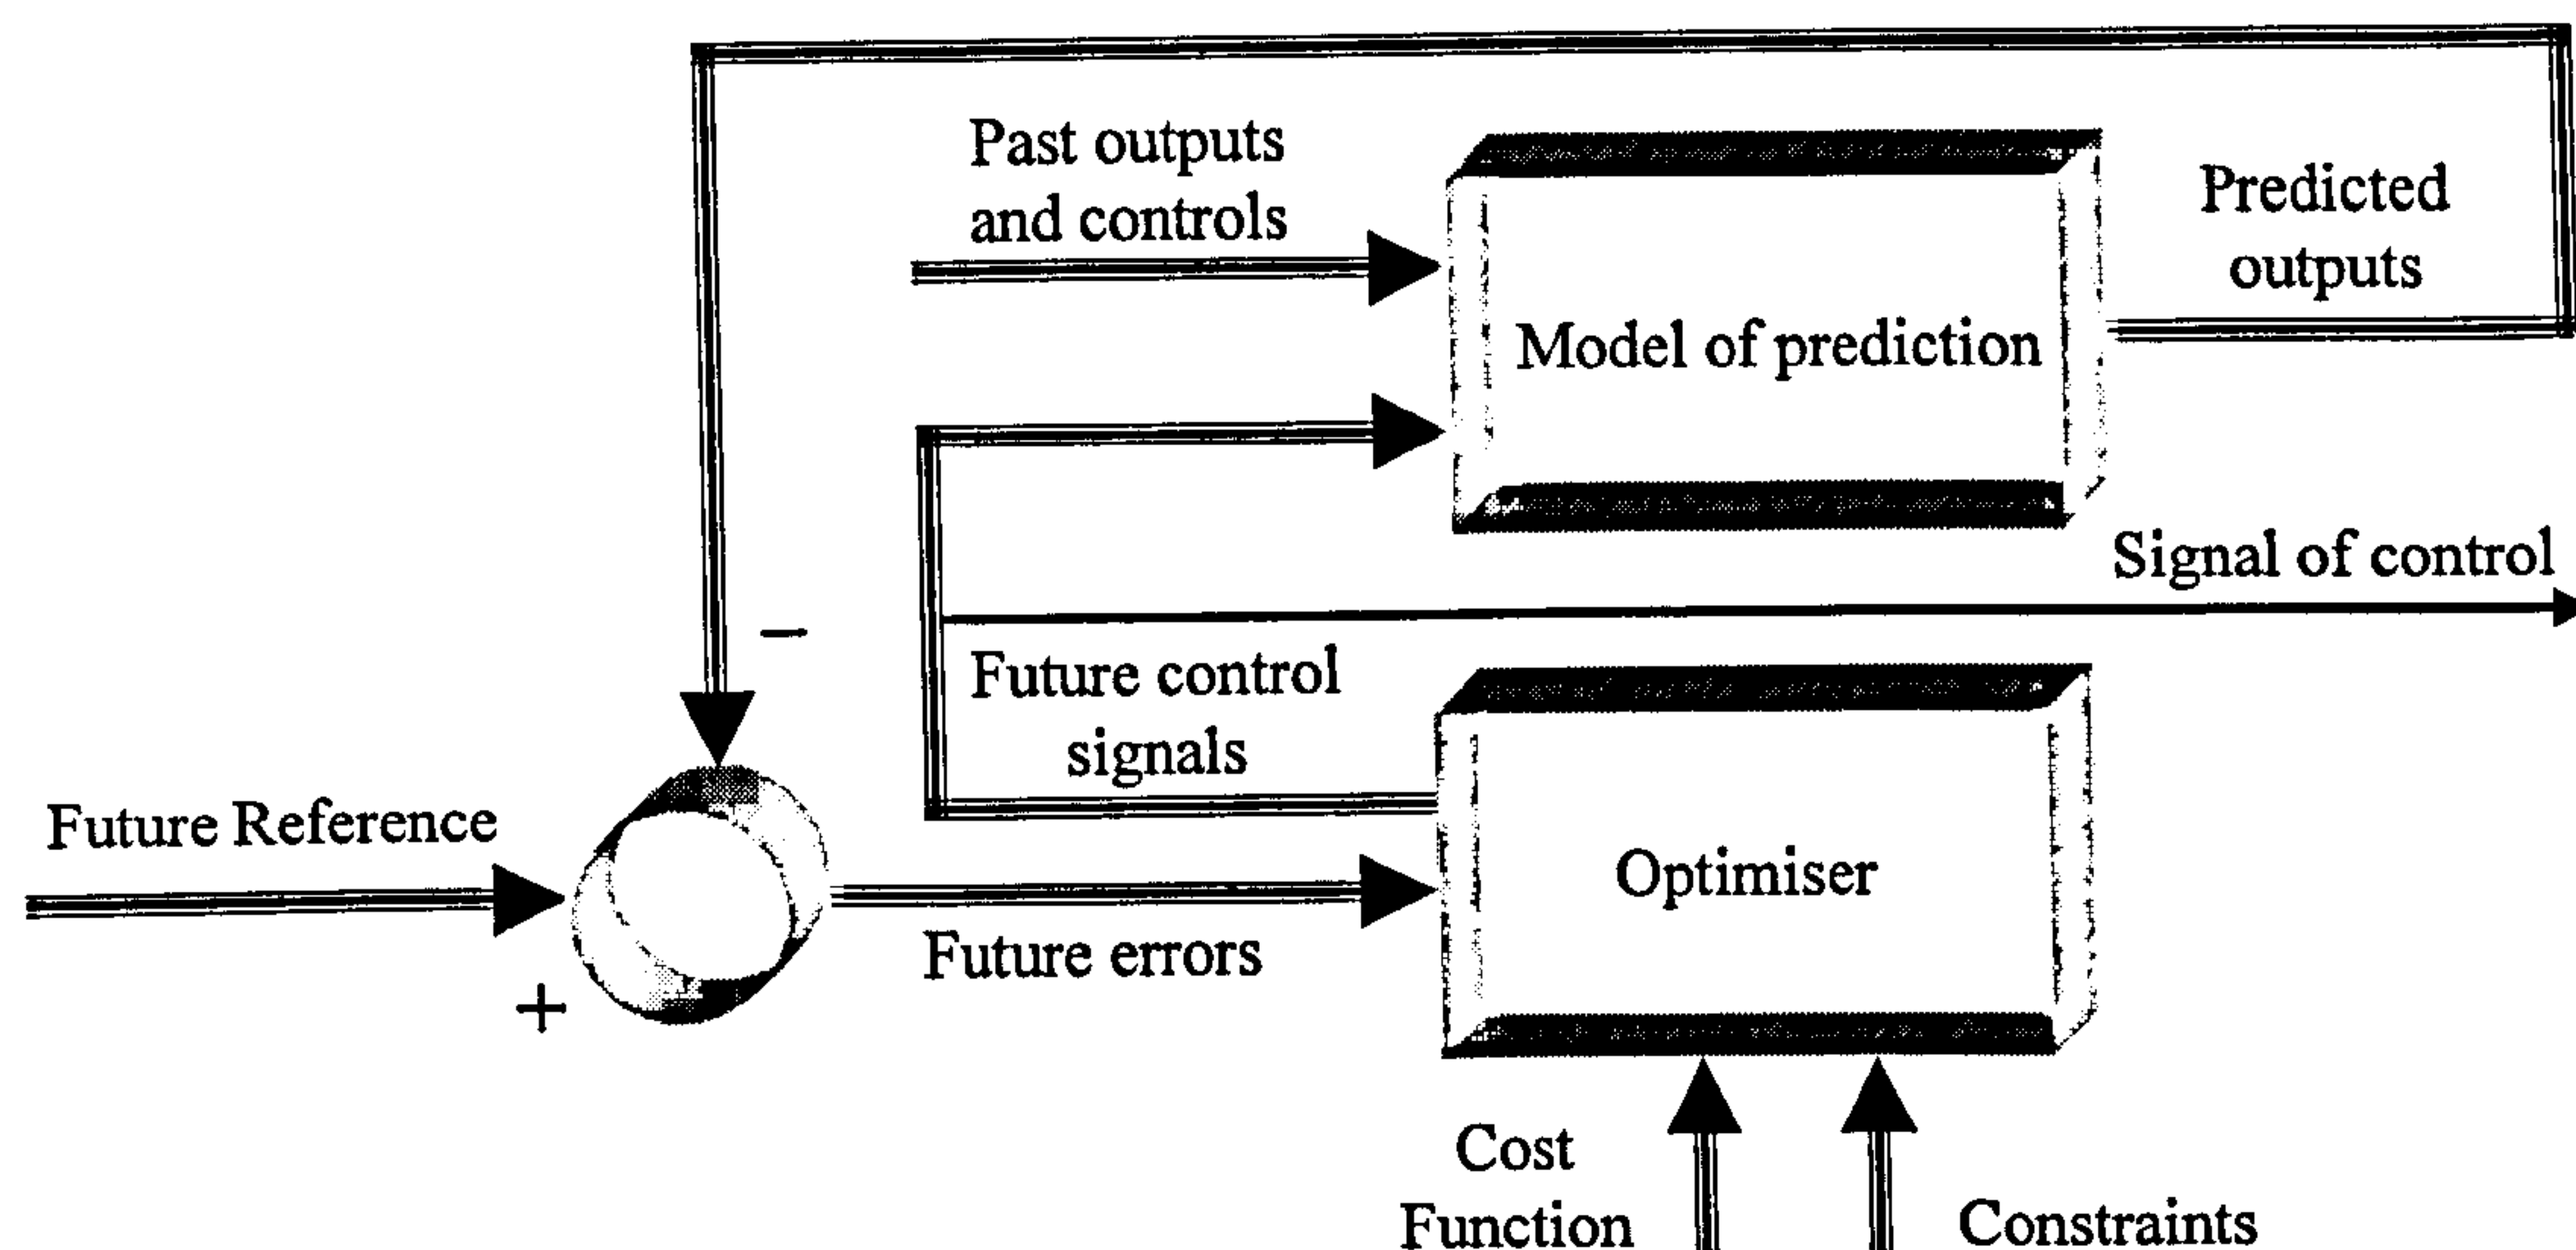 Past outputs
and controls
Predicted
outputs
Model of prediction
Signal of control
−
Future control
signals
Future Reference
Optimiser
Future errors
+
Cost
Function
Constraints